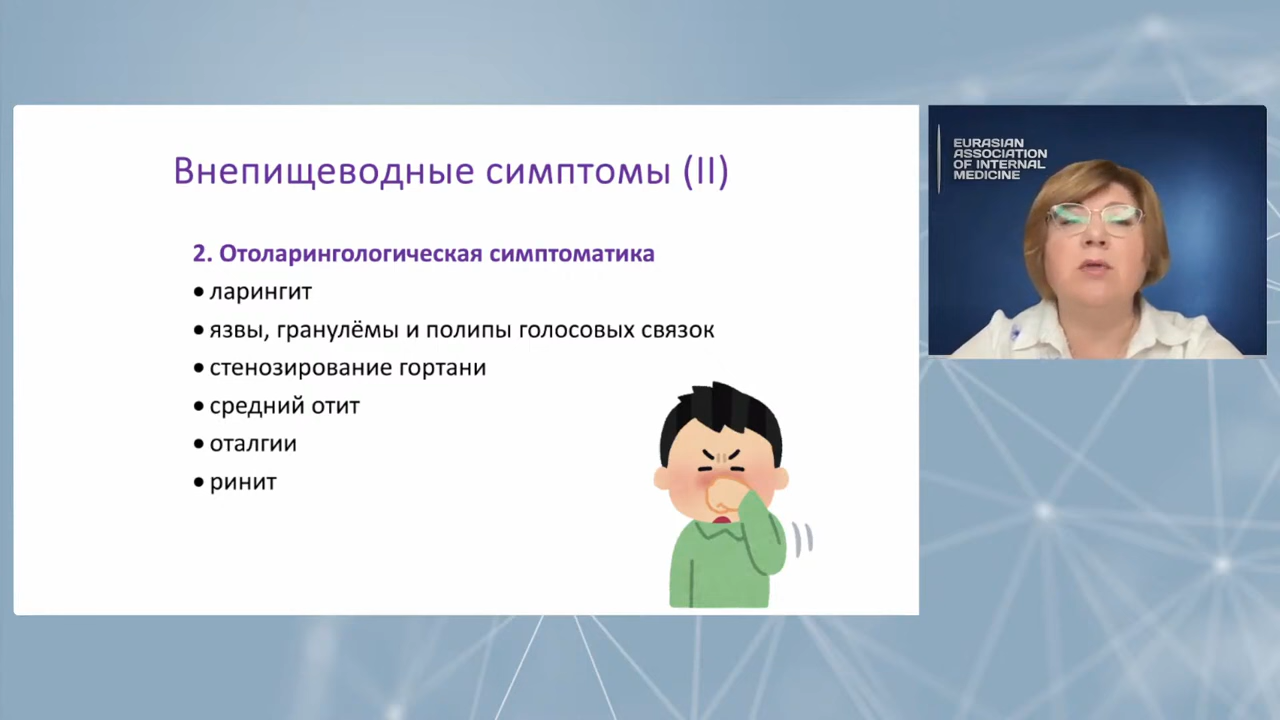 Внепищеводные симптомы (II)
2. Отоларингологическая симптоматика
• ларингит
• язвы, гранулёмы и полипы голосовых связок
• стенозирование гортани
• средний отит
• оталгии
• ринит
EURASIAN
ASSOCIATION
OF INTERNAL
MEDICINE